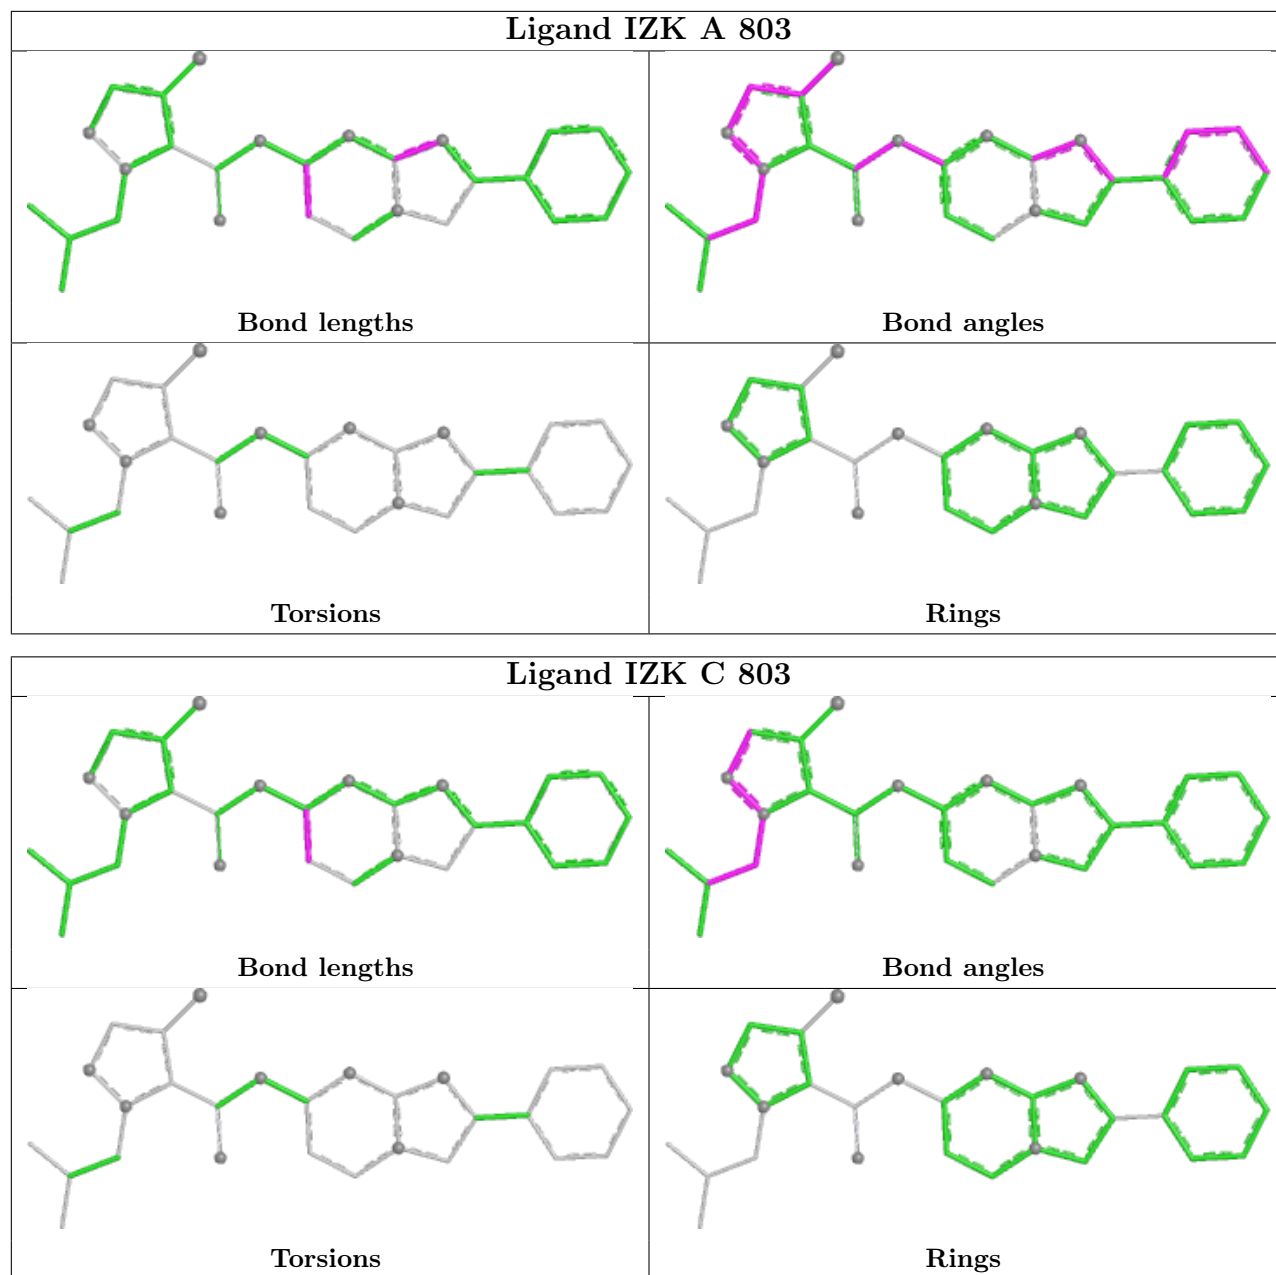 Ligand IZK A 803
Bond lengths
Bond angles
Torsions
Rings
Ligand IZK C 803
Bond lengths
Bond angles
Torsions
Rings